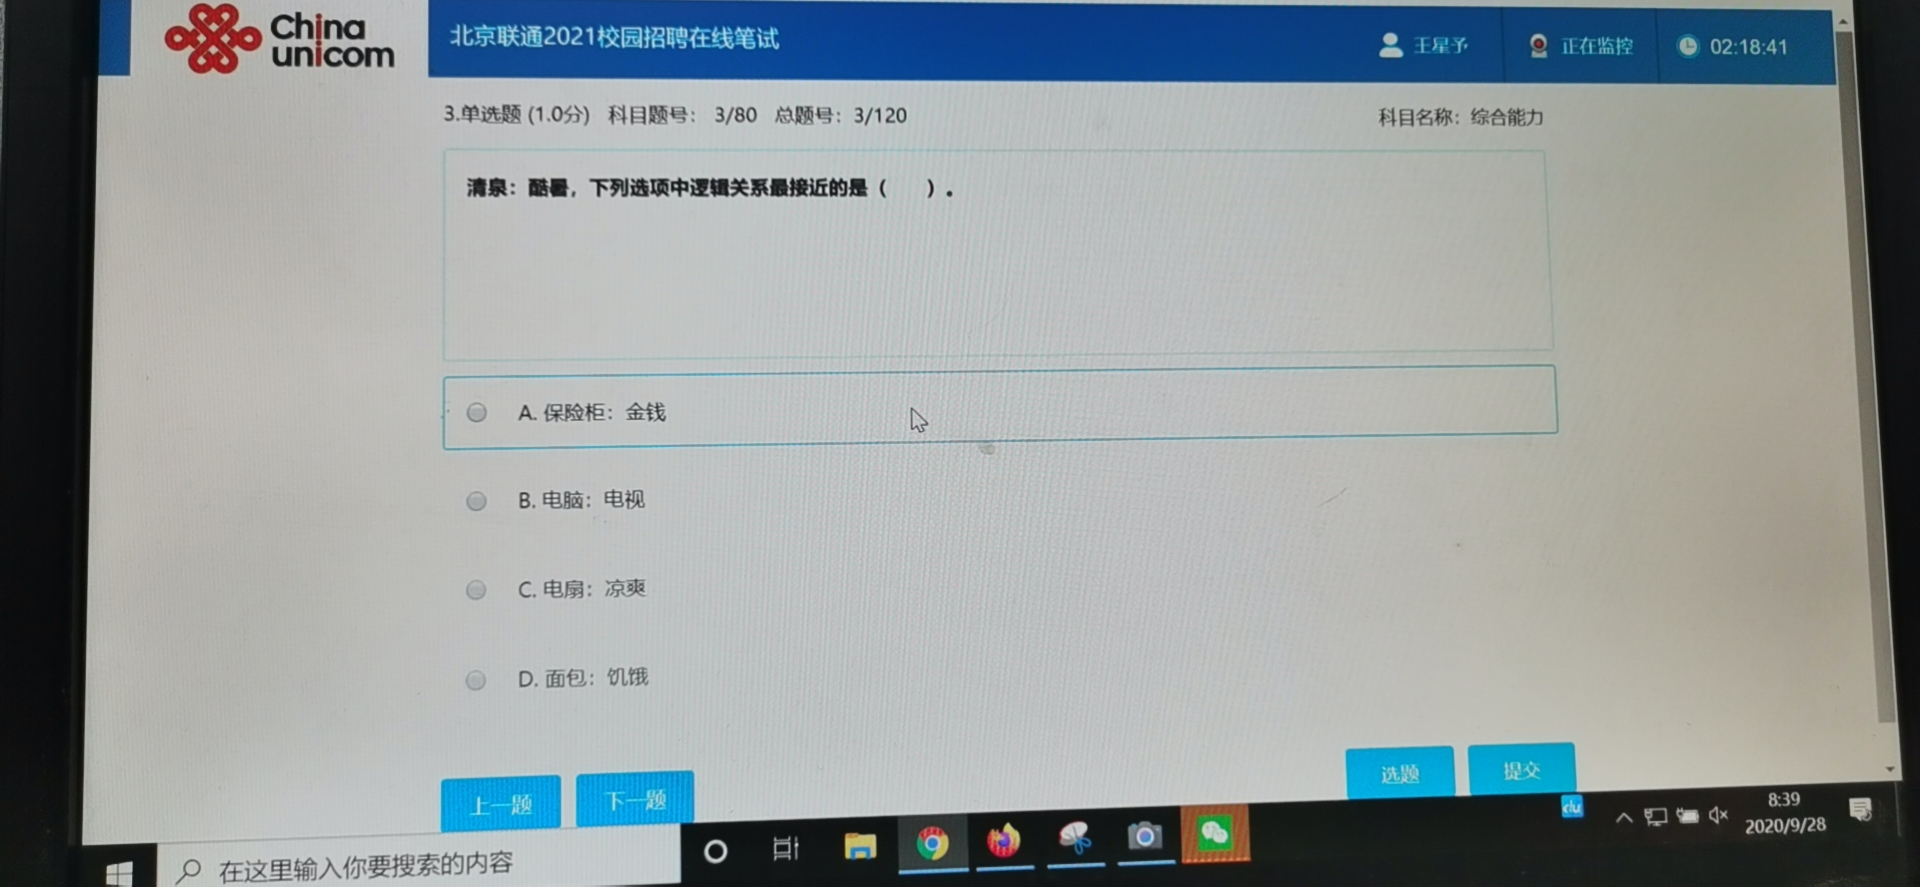 China
unicom
北京联通2021校园招聘在线笔试
王星予
正在监控
02:18:41
3.单选题 (1.0分) 科目题号： 3/80 总题号：3/120
科目名称：综合能力
清泉：酷暑，下列选项中逻辑关系最接近的是（ ）。
A. 保险柜：金钱
B. 电脑：电视
C. 电扇：凉爽
D. 面包：饥饿
上一题
下一题
选题
提交
在这里输入你要搜索的内容
du
8:39
2020/9/28